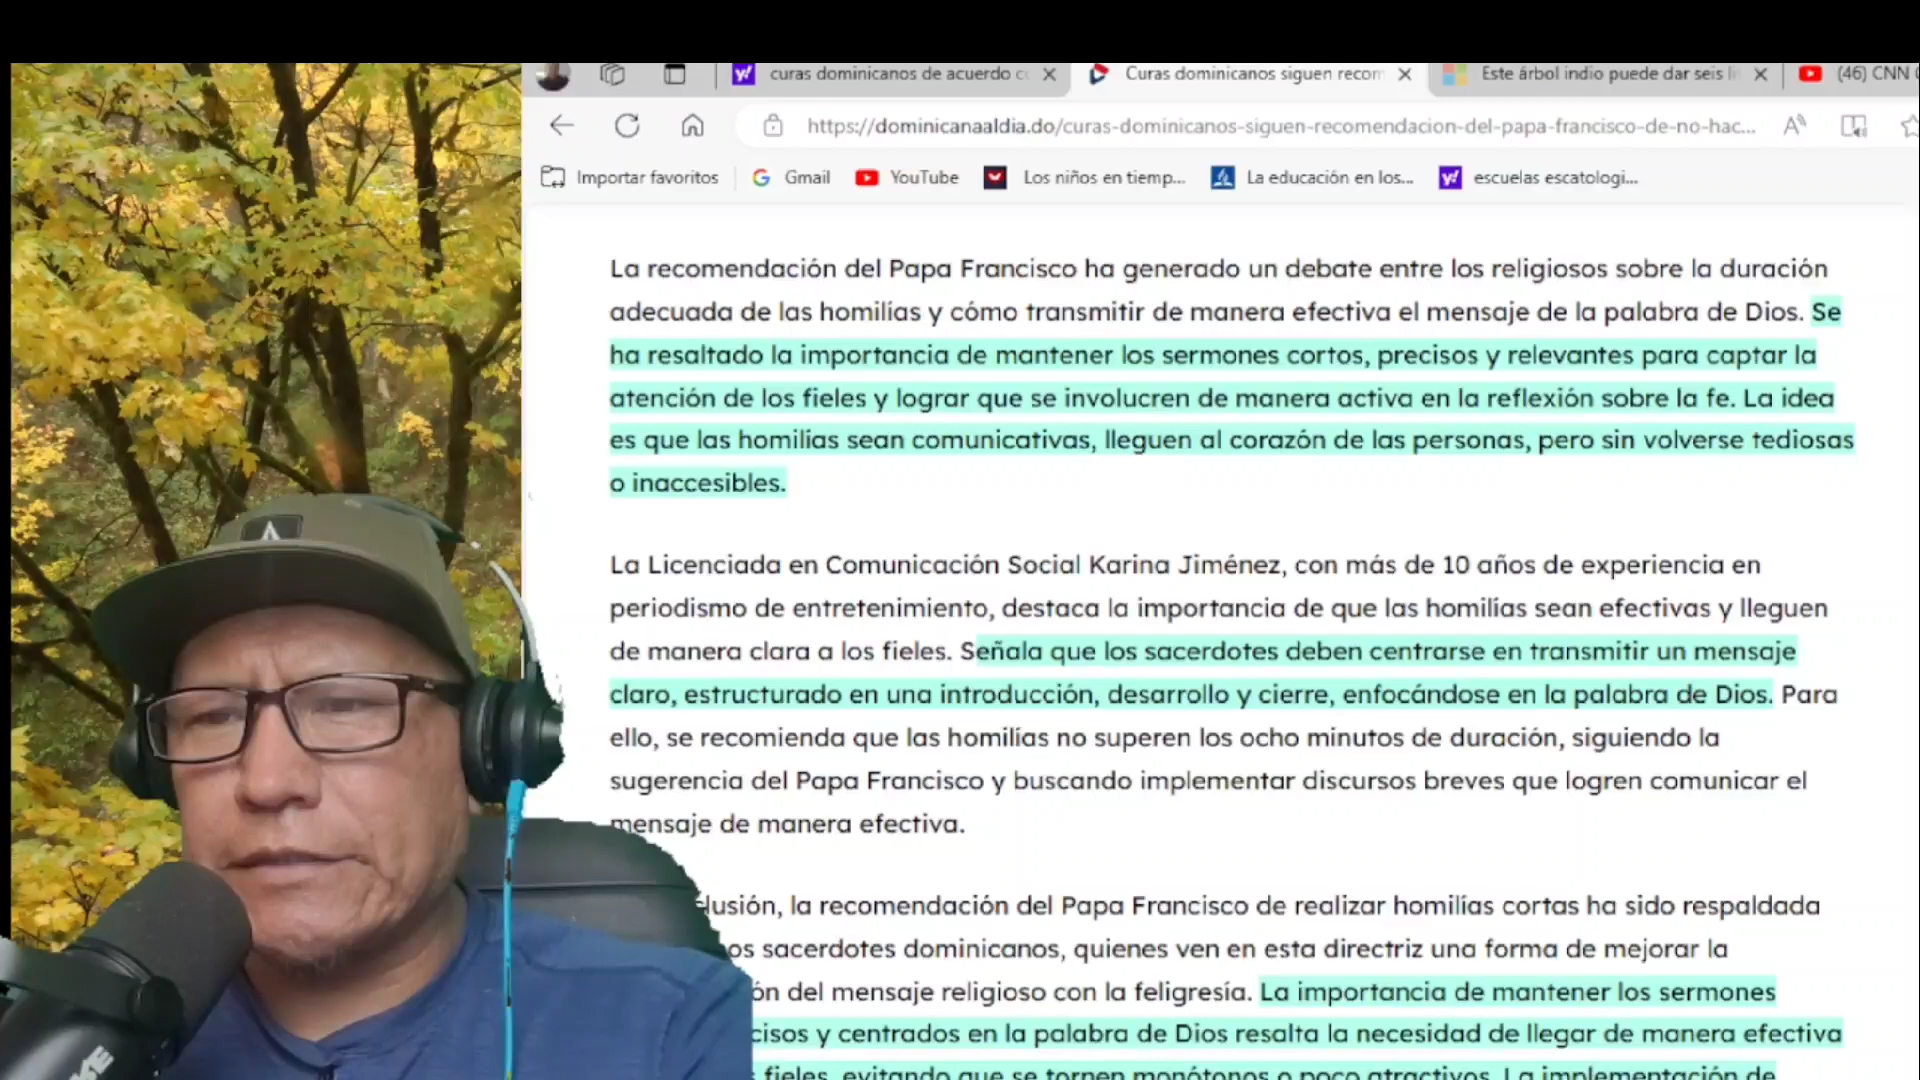 curas dominicanos de acuerdo c
Curas dominicanos siguen recom
Este árbol indio puede dar seis li
(46) CNN
https://dominicanaaldia.do/curas-dominicanos-siguen-recomendacion-del-papa-francisco-de-no-hac...
Importar favoritos
Gmail
YouTube
Los niños en tiemp...
La educación en los...
escuelas escatologi...
La recomendación del Papa Francisco ha generado un debate entre los religiosos sobre la duración
adecuada de las homilías y cómo transmitir de manera efectiva el mensaje de la palabra de Dios. Se
ha resaltado la importancia de mantener los sermones cortos, precisos y relevantes para captar la
atención de los fieles y lograr que se involucren de manera activa en la reflexión sobre la fe. La idea
es que las homilías sean comunicativas, lleguen al corazón de las personas, pero sin volverse tediosas
o inaccesibles.
La Licenciada en Comunicación Social Karina Jiménez, con más de 10 años de experiencia en
periodismo de entretenimiento, destaca la importancia de que las homilías sean efectivas y lleguen
de manera clara a los fieles. Señala que los sacerdotes deben centrarse en transmitir un mensaje
claro, estructurado en una introducción, desarrollo y cierre, enfocándose en la palabra de Dios. Para
ello, se recomienda que las homilías no superen los ocho minutos de duración, siguiendo la
sugerencia del Papa Francisco y buscando implementar discursos breves que logren comunicar el
mensaje de manera efectiva.
lusión, la recomendación del Papa Francisco de realizar homilías cortas ha sido respaldada
os sacerdotes dominicanos, quienes ven en esta directriz una forma de mejorar la
ón del mensaje religioso con la feligresía. La importancia de mantener los sermones
cisos y centrados en la palabra de Dios resalta la necesidad de llegar de manera efectiva
fieles, evitando que se tornen monótonos o poco atractivos. La implementación de